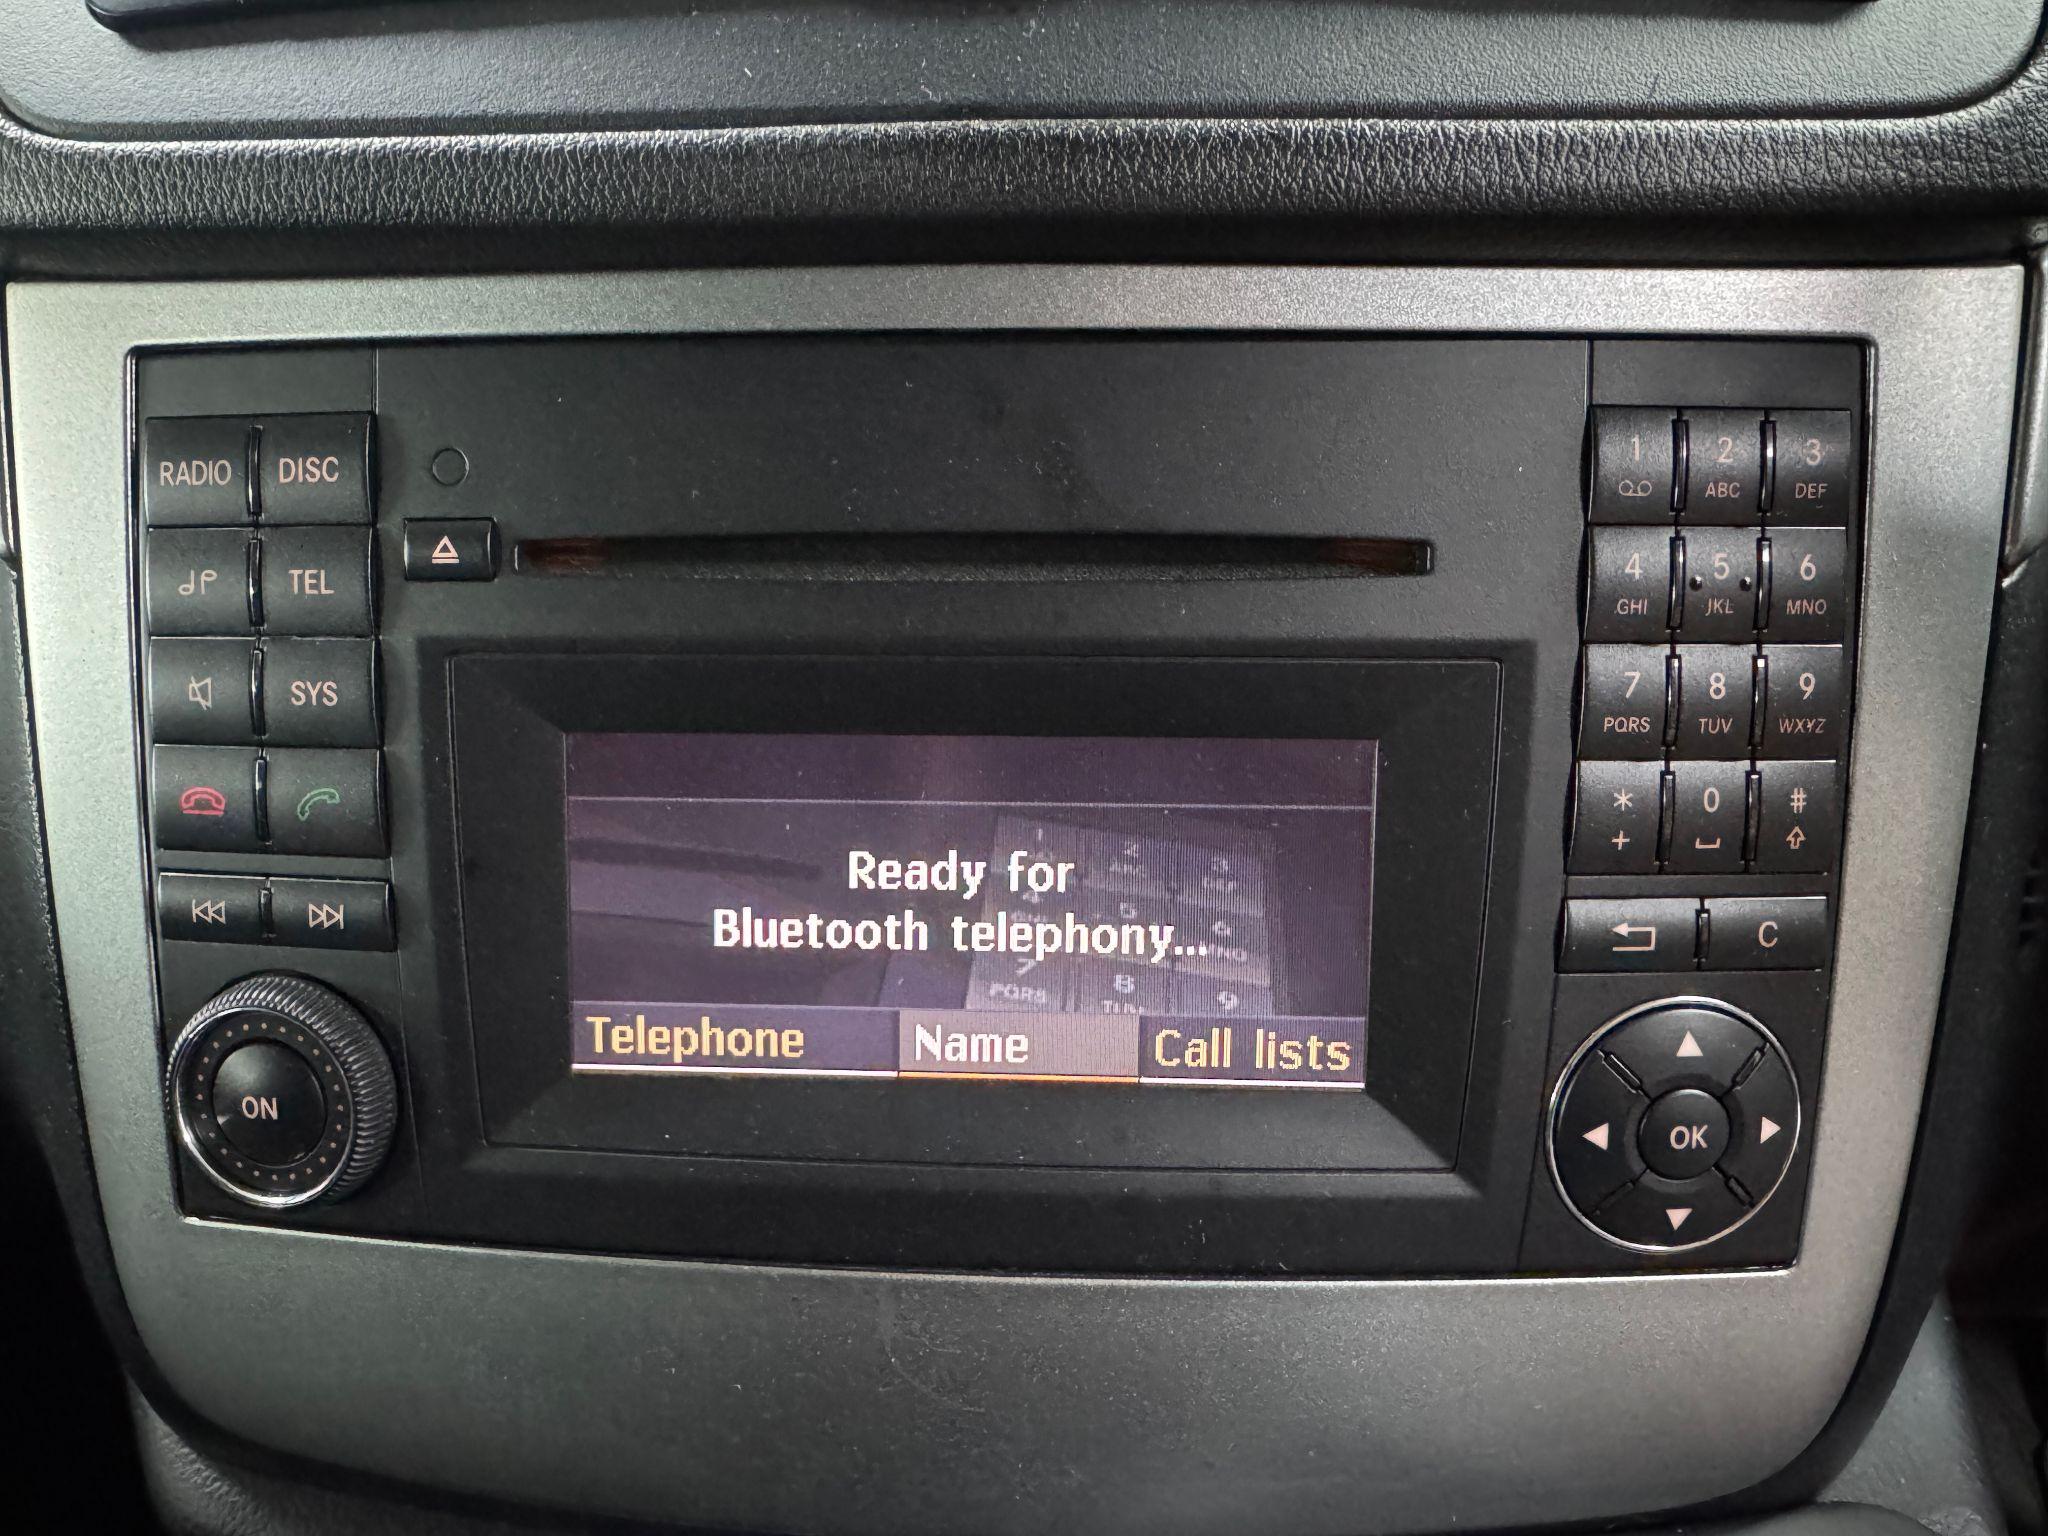 RADIO DISC
TEL
SYS
ON
1 2 ABC 3 DEF
4 GHI 5 JKL 6 MNO
7 PQRS 8 TUV 9 WXYZ
* + 0 #
C
OK
Ready for
Bluetooth telephony...
Telephone Name Call lists